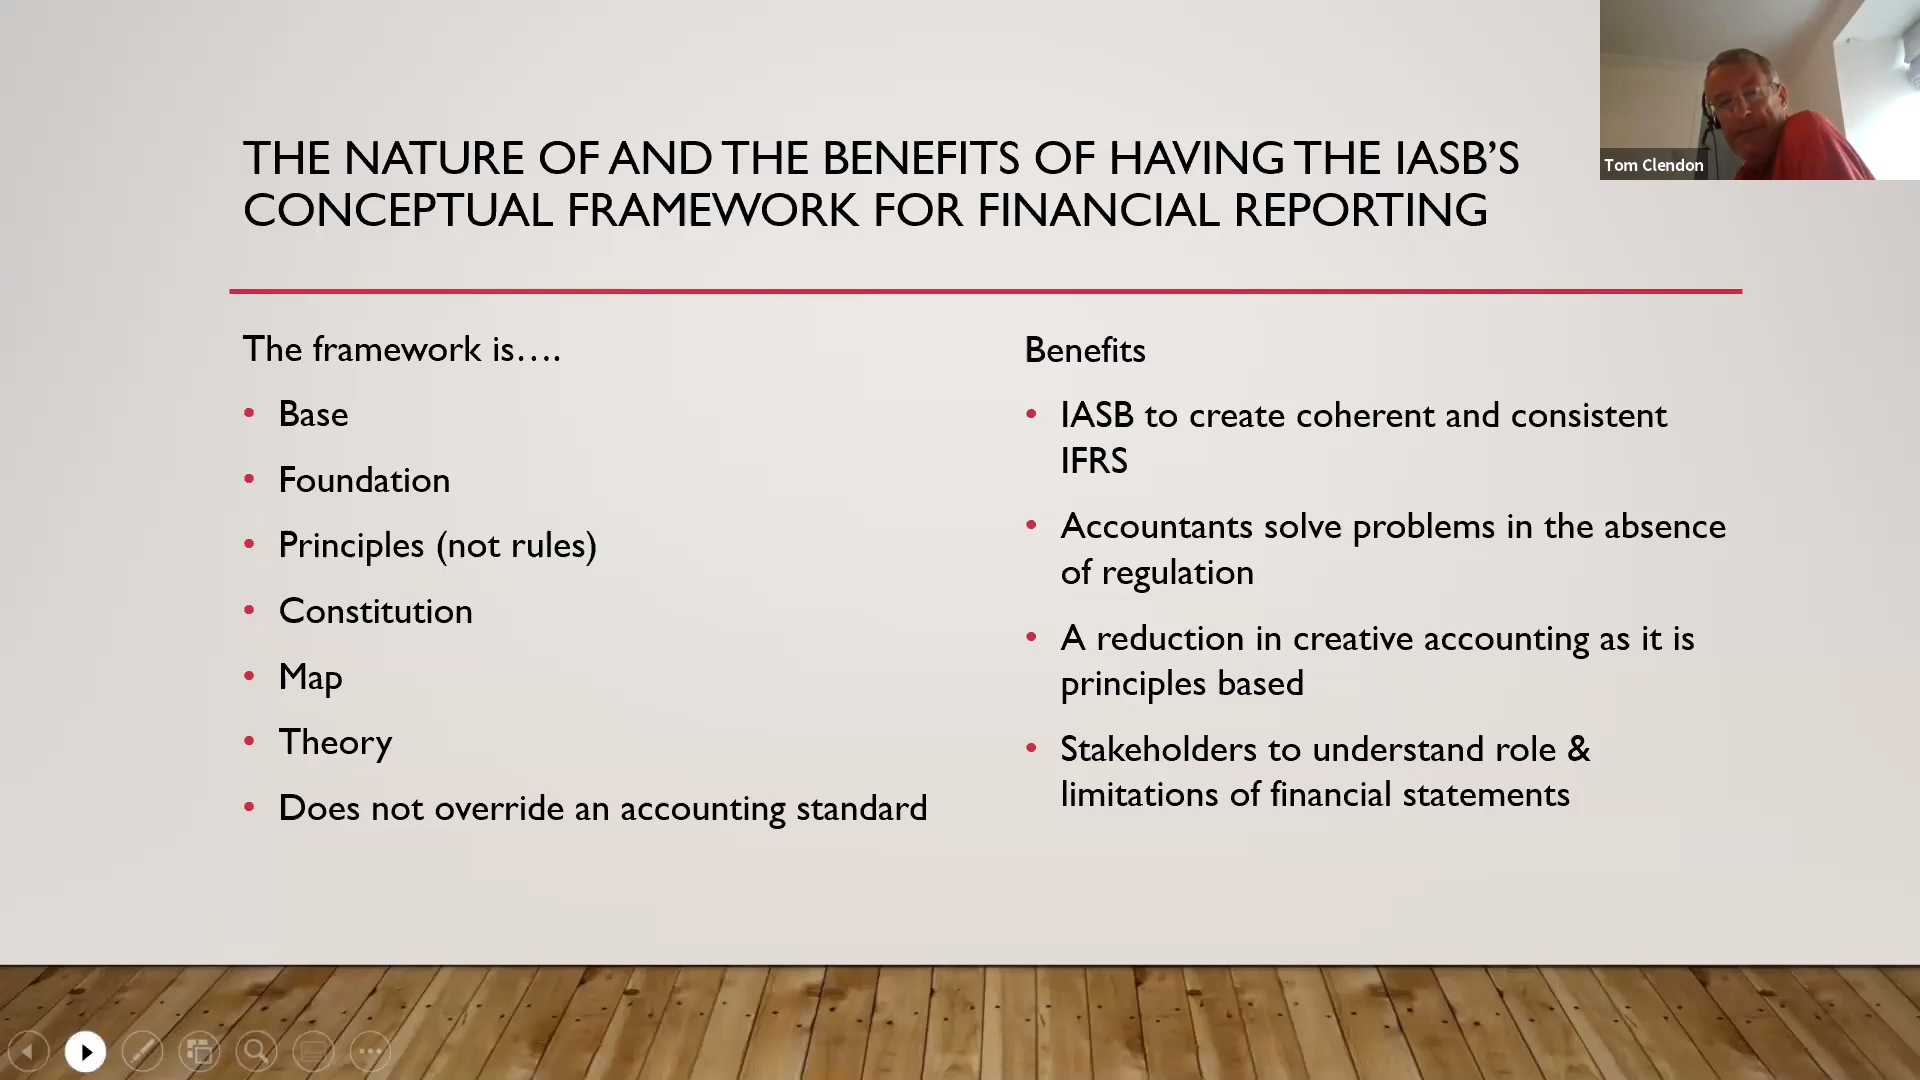 THE NATURE OF AND THE BENEFITS OF HAVING THE IASB’S
CONCEPTUAL FRAMEWORK FOR FINANCIAL REPORTING
Tom Clendon
The framework is….
• Base
• Foundation
• Principles (not rules)
• Constitution
• Map
• Theory
• Does not override an accounting standard
Benefits
• IASB to create coherent and consistent
IFRS
• Accountants solve problems in the absence
of regulation
• A reduction in creative accounting as it is
principles based
• Stakeholders to understand role &
limitations of financial statements